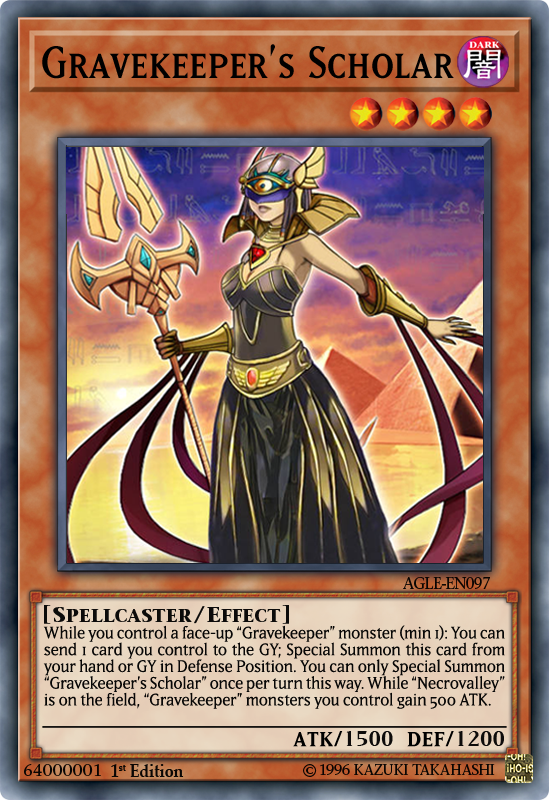 Gravekeeper's Scholar
DARK
闇
AGLE-EN097
[Spellcaster/Effect]
While you control a face-up “Gravekeeper” monster (min 1): You can
send 1 card you control to the GY; Special Summon this card from
your hand or GY in Defense Position. You can only Special Summon
“Gravekeeper's Scholar” once per turn this way. While “Necrovalley”
is on the field, “Gravekeeper” monsters you control gain 500 ATK.
ATK/1500 DEF/1200
64000001 1st Edition © 1996 KAZUKI TAKAHASHI